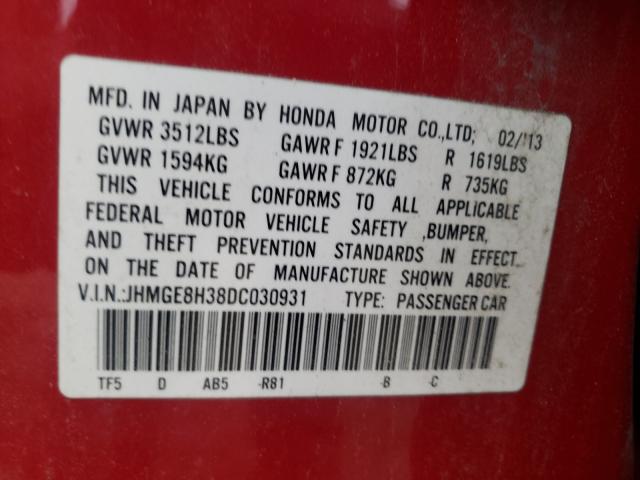 MFD. IN JAPAN BY HONDA MOTOR CO.,LTD; 02/'13
GVWR 3512LBS GAWR F 1921LBS R 1619LBS
GVWR 1594KG GAWR F 872KG R 735KG
THIS VEHICLE CONFORMS TO ALL APPLICABLE
FEDERAL MOTOR VEHICLE SAFETY ,BUMPER,
AND THEFT PREVENTION STANDARDS IN EFFECT
ON THE DATE OF MANUFACTURE SHOWN ABOVE.
V.I.N.:JHMGE8H38DC030931 TYPE: PASSENGER CAR
TF5 D AB5 -R81 -B -C